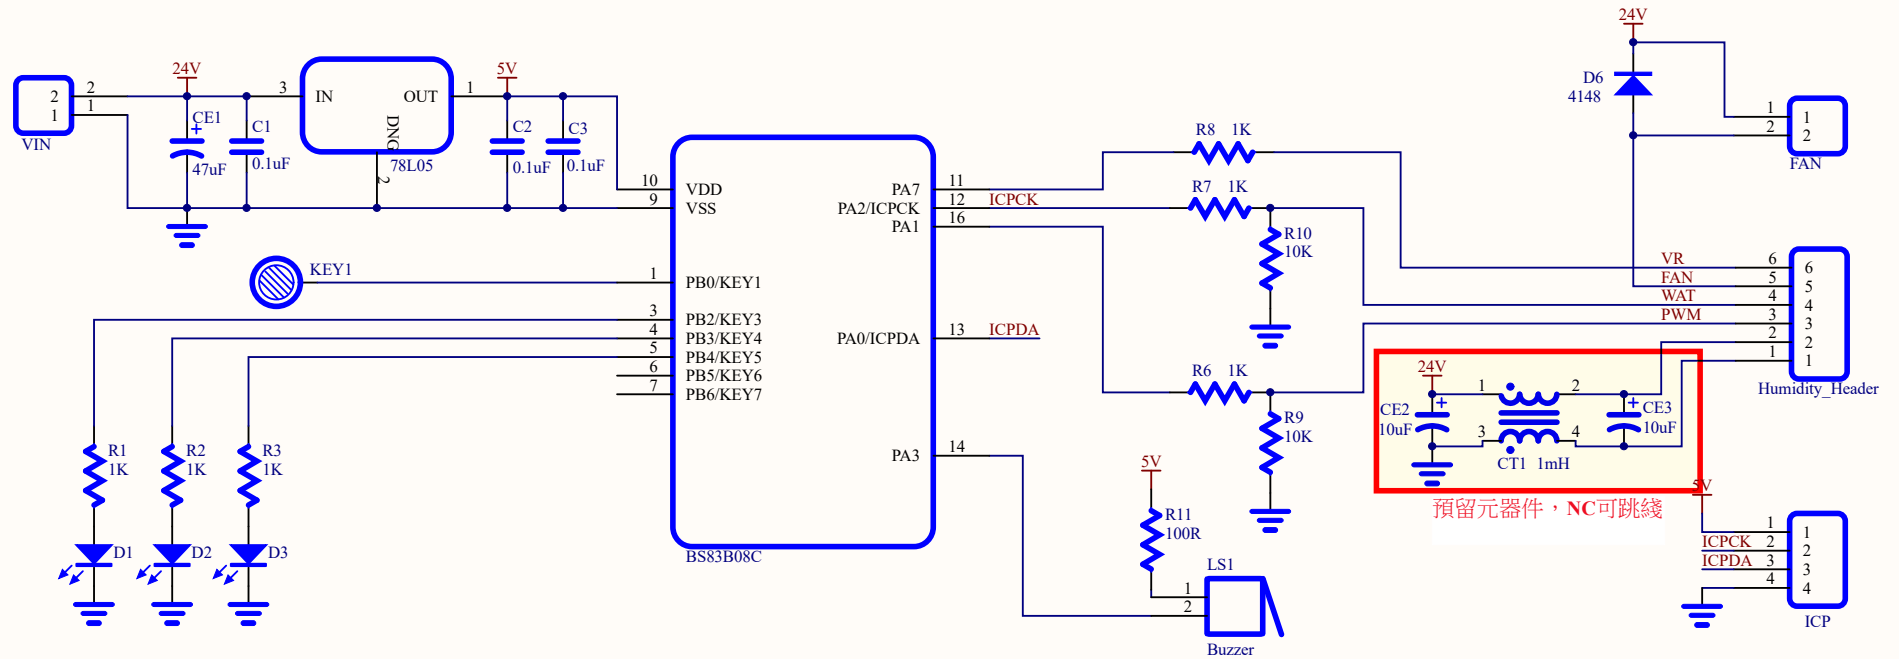 24V
2
1
2
1
VIN
24V
CE1
+
47uF
C1
0.1uF
3
IN
OUT
1
GND
2
78L05
5V
C2
0.1uF
C3
0.1uF
KEY1
10
VDD
9
VSS
1
PB0/KEY1
3
PB2/KEY3
4
PB3/KEY4
5
PB4/KEY5
6
PB5/KEY6
7
PB6/KEY7
PA7
11
PA2/ICPCK
12
ICPCK
PA1
16
PA0/ICPDA
13
ICPDA
PA3
14
BS83B08C
R1
1K
R2
1K
R3
1K
D1
D2
D3
R8 1K
R7 1K
R10
10K
R6 1K
R9
10K
5V
R11
100R
LS1
1
2
Buzzer
D6
4148
1
1
2
2
FAN
VR
6
6
FAN
5
5
WAT
4
4
PWM
3
3
2
2
1
1
Humidity_Header
24V
CE2
+
10uF
1
2
3
4
CT1 1mH
+
CE3
10uF
預留元器件，NC可跳綫
5V
1
1
ICPCK
2
2
ICPDA
3
3
4
4
ICP